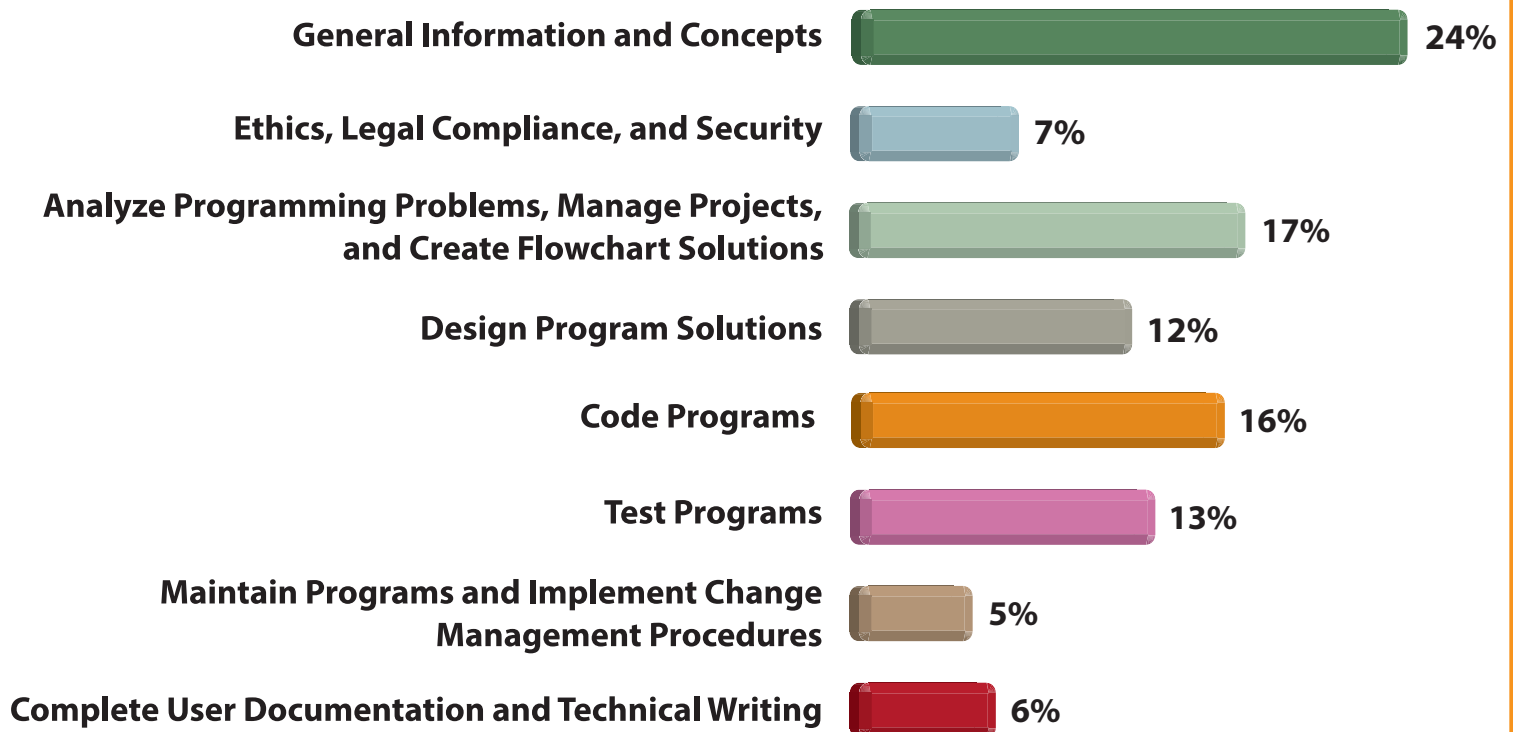 General Information and Concepts 24%
Ethics, Legal Compliance, and Security 7%
Analyze Programming Problems, Manage Projects,
and Create Flowchart Solutions 17%
Design Program Solutions 12%
Code Programs 16%
Test Programs 13%
Maintain Programs and Implement Change
Management Procedures 5%
Complete User Documentation and Technical Writing 6%